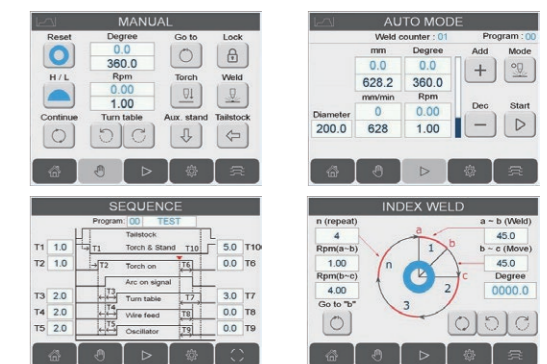 MANUAL
Reset Degree Go to Lock
0.0
360.0
H / L Rpm Torch Weld
0.00
1.00
Continue Turn table Aux. stand Tailstock
AUTO MODE
Weld counter : 01 Program : 00
mm Degree Add Mode
0.0 0.0
628.2 360.0
mm/min Rpm Dec Start
Diameter 0 0.00
200.0 628 1.00
SEQUENCE
Program: 00 TEST
Tailstock
T1 1.0 T1 Torch & Stand T10 5.0 T10
T2 1.0 T2 Torch on T6 0.0 T6
Arc on signal
T3 2.0 T3 Turn table T7 3.0 T7
T4 2.0 T4 Wire feed T8 0.0 T8
T5 2.0 T5 Oscillator T9 0.0 T9
INDEX WELD
n (repeat) a ~ b (Weld)
4 a 45.0
Rpm(a~b) 1 b b ~ c (Move)
1.00 n c 45.0
Rpm(b~c) 2 Degree
4.00 3 0000.0
Go to "b"